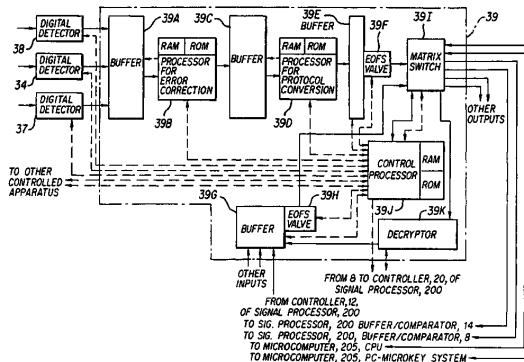 39A
39C
39E
BUFFER
39F
39I
39
DIGITAL
DETECTOR
38
BUFFER
RAM
ROM
PROCESSOR
FOR
ERROR
CORRECTION
39B
BUFFER
RAM
ROM
PROCESSOR
FOR
PROTOCOL
CONVERSION
39D
EOFS
VALVE
MATRIX
SWITCH
DIGITAL
DETECTOR
34
DIGITAL
DETECTOR
37
OTHER
OUTPUTS
TO OTHER
CONTROLLED
APPARATUS
CONTROL
PROCESSOR
RAM
ROM
39J
39K
39G
BUFFER
EOFS
VALVE
39H
DECRYPTOR
OTHER
INPUTS
FROM 8 TO CONTROLLER, 20, OF
SIGNAL PROCESSOR, 200
FROM CONTROLLER, 12,
OF SIGNAL PROCESSOR, 200
TO SIG. PROCESSOR, 200 BUFFER/COMPARATOR, 14
TO SIG. PROCESSOR, 200, BUFFER/COMPARATOR, 8
TO MICROCOMPUTER, 205, CPU
TO MICROCOMPUTER, 205, PC-MICROKEY SYSTEM